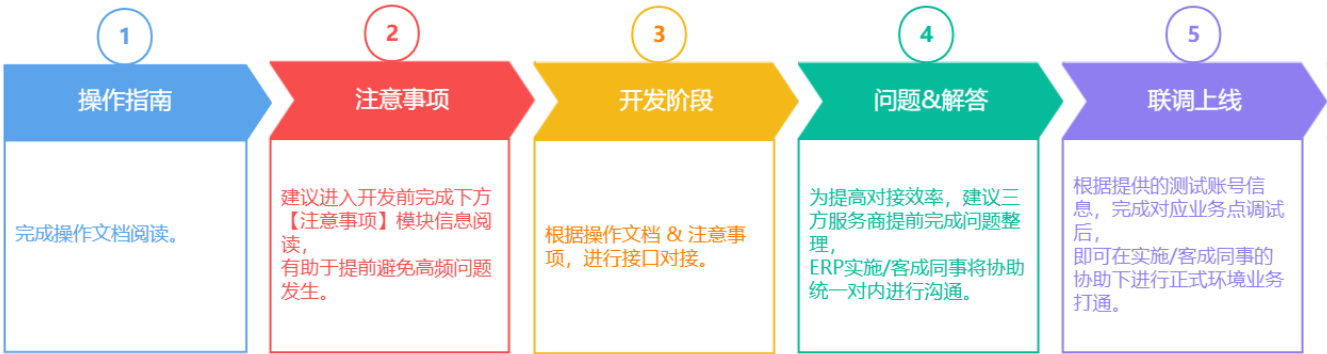 1
操作指南
完成操作文档阅读。
2
注意事项
建议进入开发前完成下方
【注意事项】模块信息阅
读，
有助于提前避免高频问题
发生。
3
开发阶段
根据操作文档 & 注意事
项，进行接口对接。
4
问题&解答
为提高对接效率，建议三
方服务商提前完成问题整
理，
ERP实施/客成同事将协助
统一对内进行沟通。
5
联调上线
根据提供的测试账号信
息，完成对应业务点调试
后，
即可在实施/客成同事的
协助下进行正式环境业务
打通。